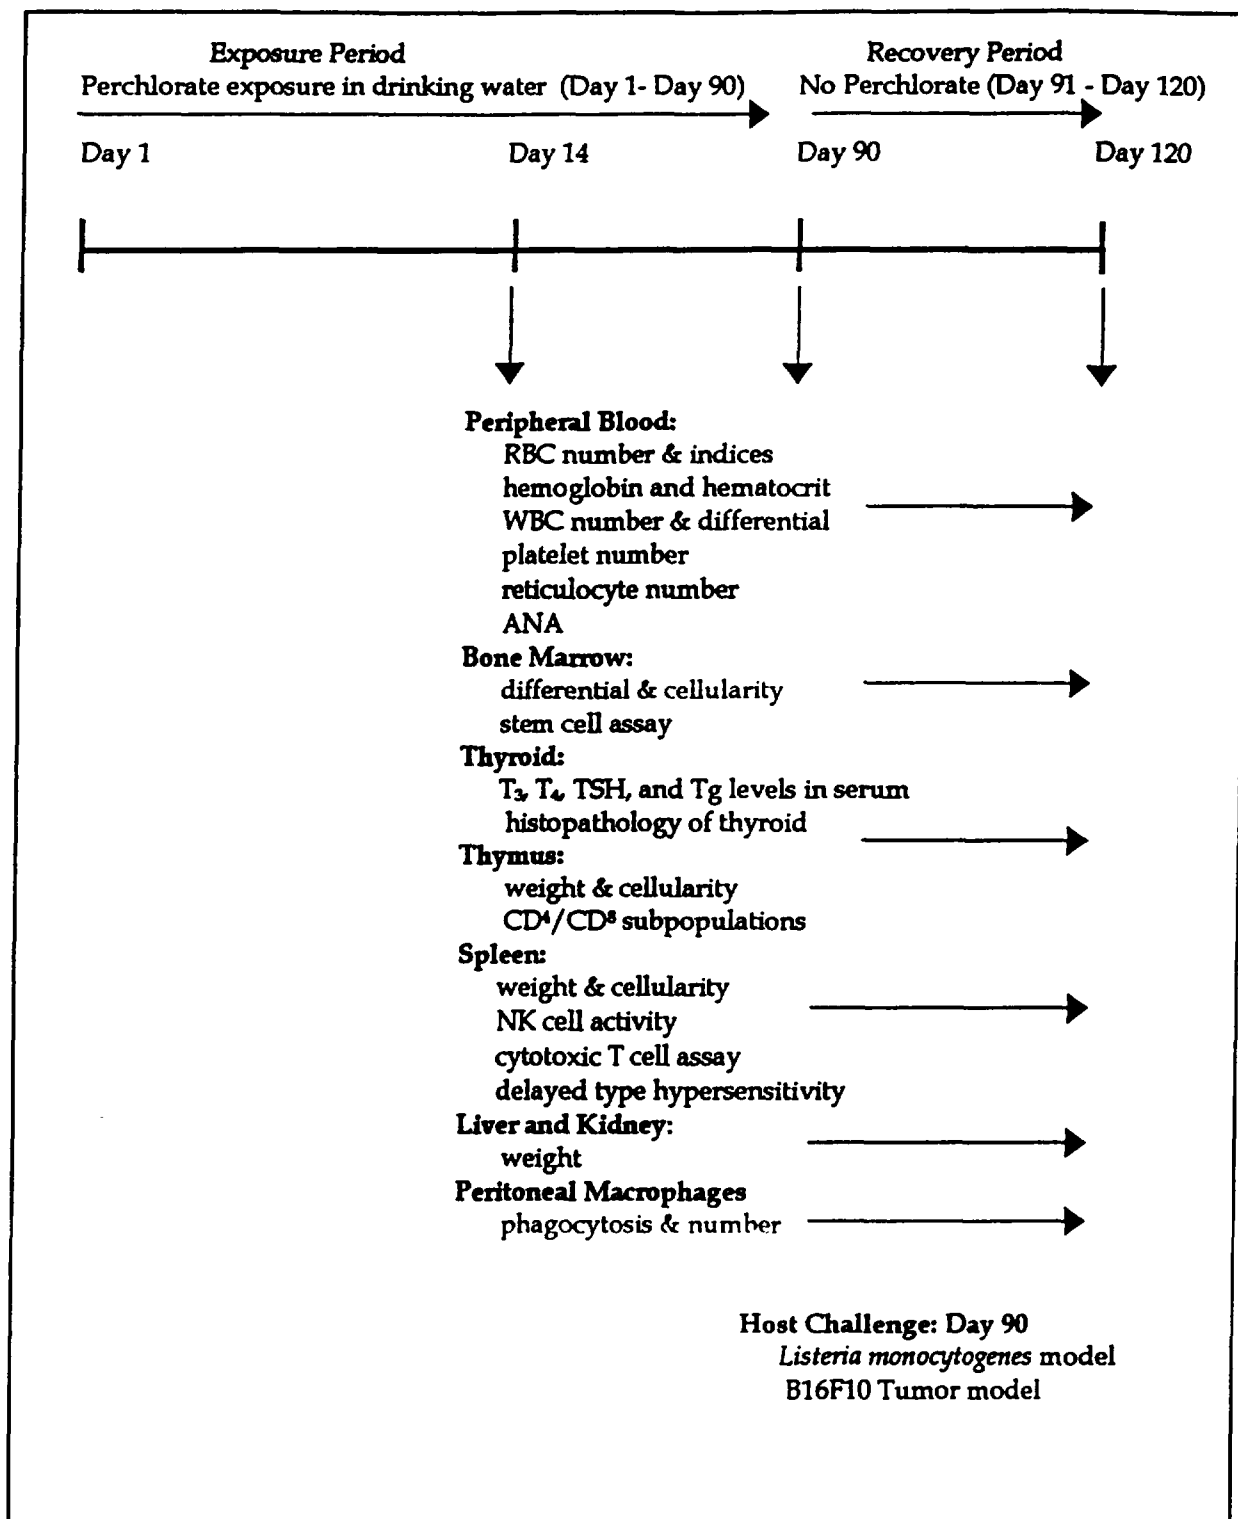 Exposure Period
Perchlorate exposure in drinking water (Day 1- Day 90)
Recovery Period
No Perchlorate (Day 91 - Day 120)
Day 1
Day 14
Day 90
Day 120
Peripheral Blood:
RBC number & indices
hemoglobin and hematocrit
WBC number & differential
platelet number
reticulocyte number
ANA
Bone Marrow:
differential & cellularity
stem cell assay
Thyroid:
T₃, T₄, TSH, and Tg levels in serum
histopathology of thyroid
Thymus:
weight & cellularity
CD⁴/CD⁸ subpopulations
Spleen:
weight & cellularity
NK cell activity
cytotoxic T cell assay
delayed type hypersensitivity
Liver and Kidney:
weight
Peritoneal Macrophages
phagocytosis & number
Host Challenge: Day 90
Listeria monocytogenes model
B16F10 Tumor model